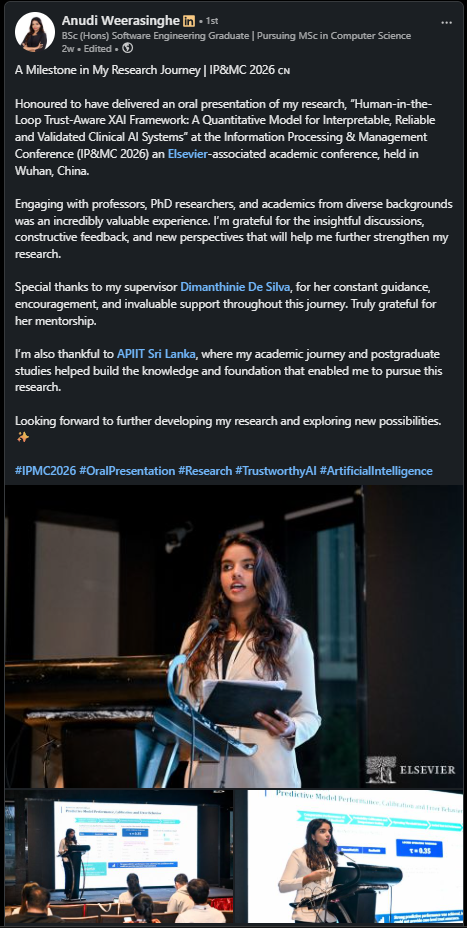 Anudi Weerasinghe in • 1st
BSc (Hons) Software Engineering Graduate | Pursuing MSc in Computer Science
2w • Edited •
A Milestone in My Research Journey | IP&MC 2026 CN
Honoured to have delivered an oral presentation of my research, "Human-in-the-
Loop Trust-Aware XAI Framework: A Quantitative Model for Interpretable, Reliable
and Validated Clinical AI Systems" at the Information Processing & Management
Conference (IP&MC 2026) an Elsevier-associated academic conference, held in
Wuhan, China.
Engaging with professors, PhD researchers, and academics from diverse backgrounds
was an incredibly valuable experience. I'm grateful for the insightful discussions,
constructive feedback, and new perspectives that will help me further strengthen my
research.
Special thanks to my supervisor Dimanthinie De Silva, for her constant guidance,
encouragement, and invaluable support throughout this journey. Truly grateful for
her mentorship.
I'm also thankful to APIIT Sri Lanka, where my academic journey and postgraduate
studies helped build the knowledge and foundation that enabled me to pursue this
research.
Looking forward to further developing my research and exploring new possibilities.
✨
#IPMC2026 #OralPresentation #Research #TrustworthyAI #ArtificialIntelligence
ELSEVIER
Predictive Model Performance, Calibration and Error Behavior
τ = 0.35